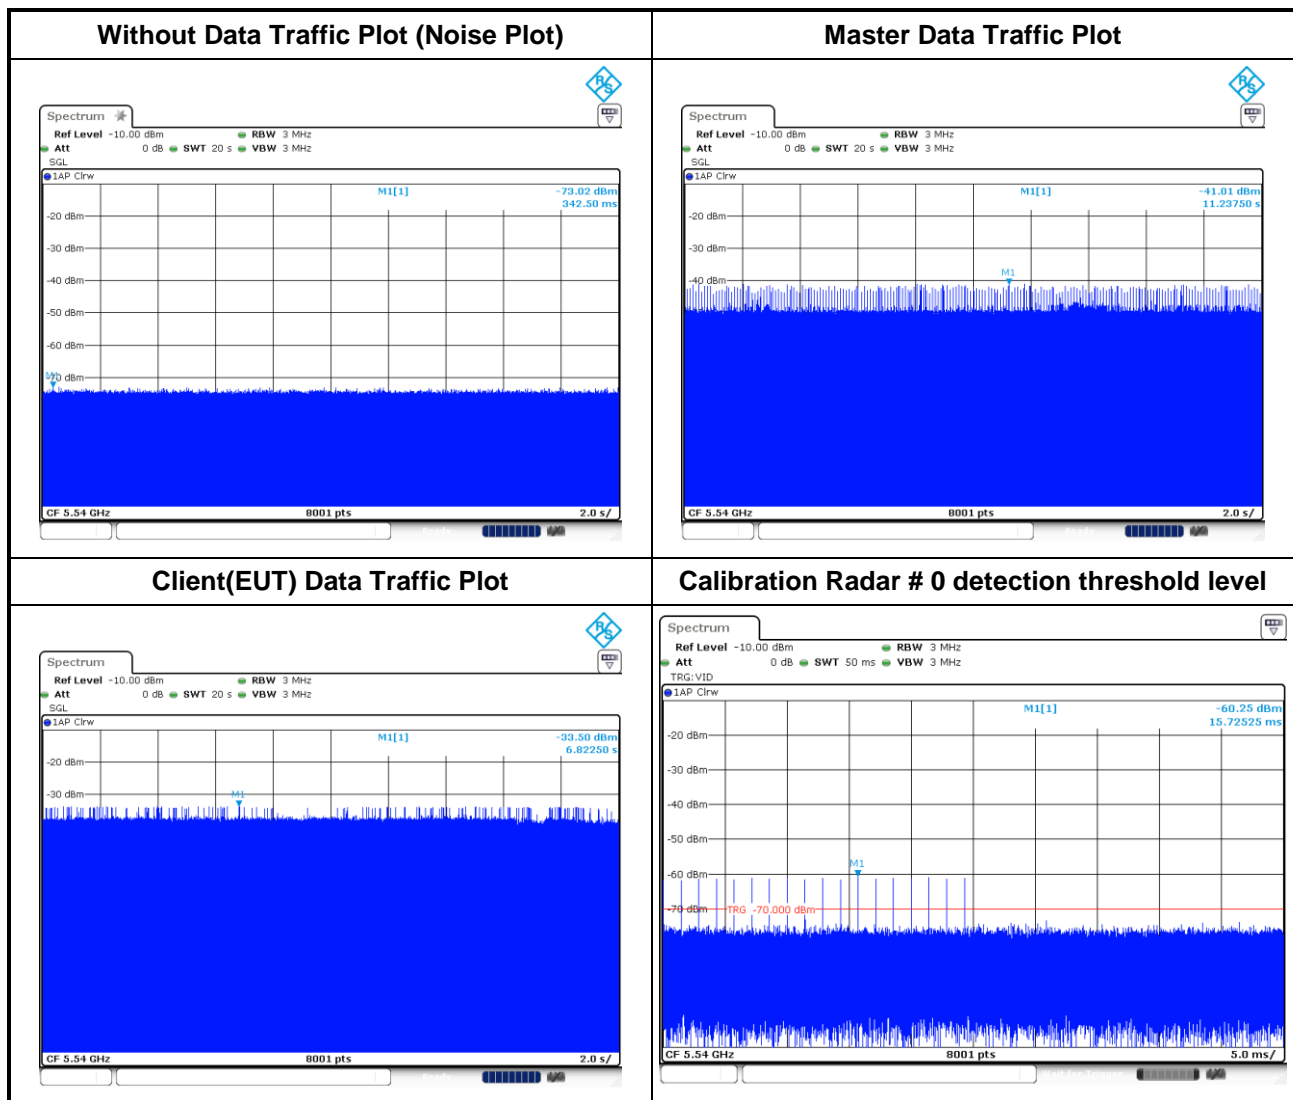 Without Data Traffic Plot (Noise Plot)
R&S
Spectrum
Ref Level -10.00 dBm RBW 3 MHz
Att 0 dB SWT 20 s VBW 3 MHz
SGL
1AP Clrw
M1[1] -73.02 dBm
342.50 ms
-20 dBm
-30 dBm
-40 dBm
-50 dBm
-60 dBm
M1
-70 dBm
CF 5.54 GHz 8001 pts 2.0 s/
Master Data Traffic Plot
R&S
Spectrum
Ref Level -10.00 dBm RBW 3 MHz
Att 0 dB SWT 20 s VBW 3 MHz
SGL
1AP Clrw
M1[1] -41.01 dBm
11.23750 s
-20 dBm
-30 dBm
M1
-40 dBm
CF 5.54 GHz 8001 pts 2.0 s/
Client(EUT) Data Traffic Plot
R&S
Spectrum
Ref Level -10.00 dBm RBW 3 MHz
Att 0 dB SWT 20 s VBW 3 MHz
SGL
1AP Clrw
M1[1] -33.50 dBm
6.82250 s
-20 dBm
-30 dBm
M1
CF 5.54 GHz 8001 pts 2.0 s/
Calibration Radar # 0 detection threshold level
Spectrum
Ref Level -10.00 dBm RBW 3 MHz
Att 0 dB SWT 50 ms VBW 3 MHz
TRG:VID
1AP Clrw
M1[1] -60.25 dBm
15.72525 ms
-20 dBm
-30 dBm
-40 dBm
-50 dBm
M1
-60 dBm
-70 dBm
TRG -70.000 dBm
CF 5.54 GHz 8001 pts 5.0 ms/
Wait for Trigger